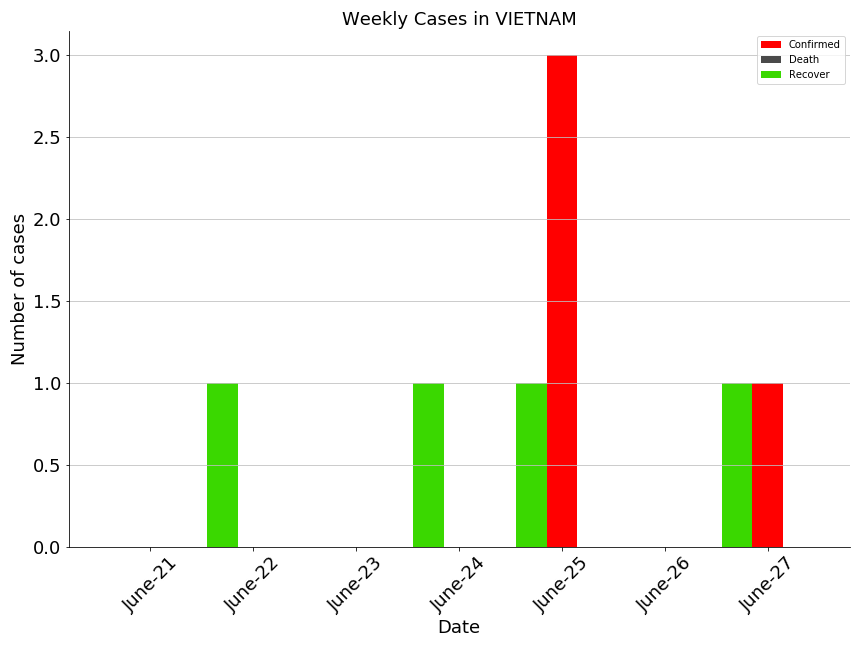 Weekly Cases in VIETNAM
Confirmed
Death
Recover
Number of cases
3.0
2.5
2.0
1.5
1.0
0.5
0.0
June-21
June-22
June-23
June-24
June-25
June-26
June-27
Date